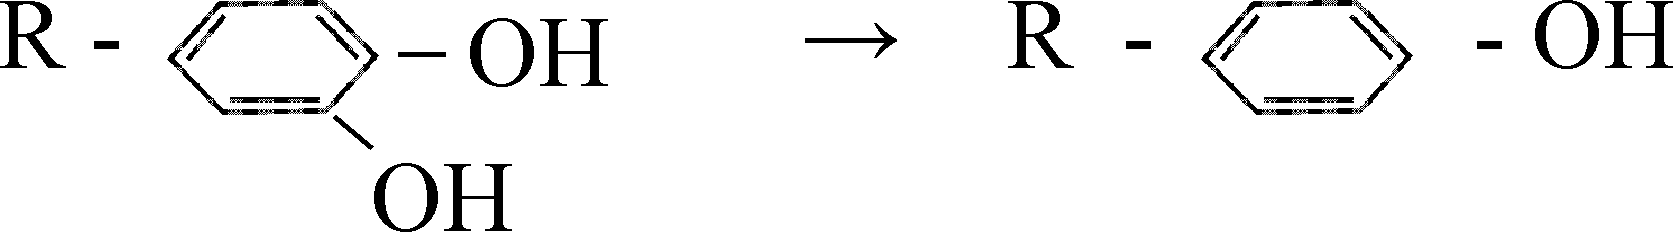 R - – OH → R - - OH
OH